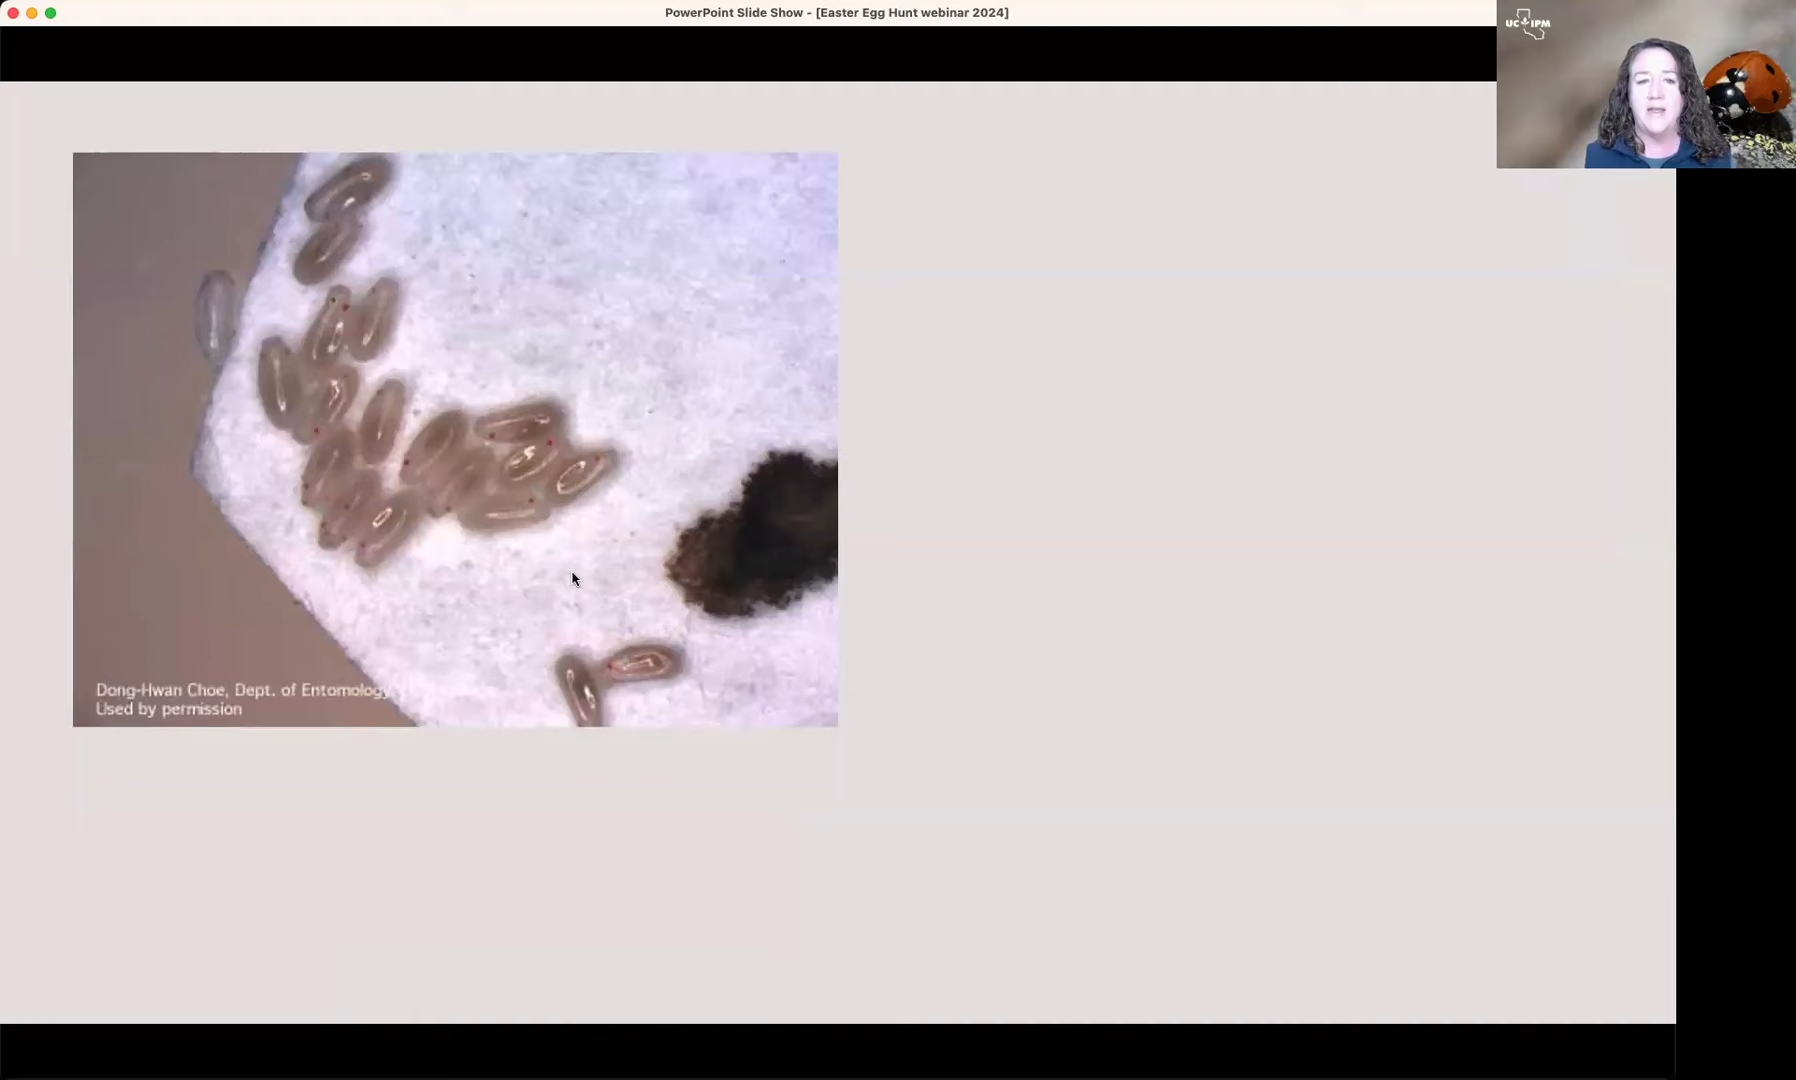 PowerPoint Slide Show - [Easter Egg Hunt webinar 2024]
UC IPM
Dong-Hwan Choe, Dept. of Entomology
Used by permission